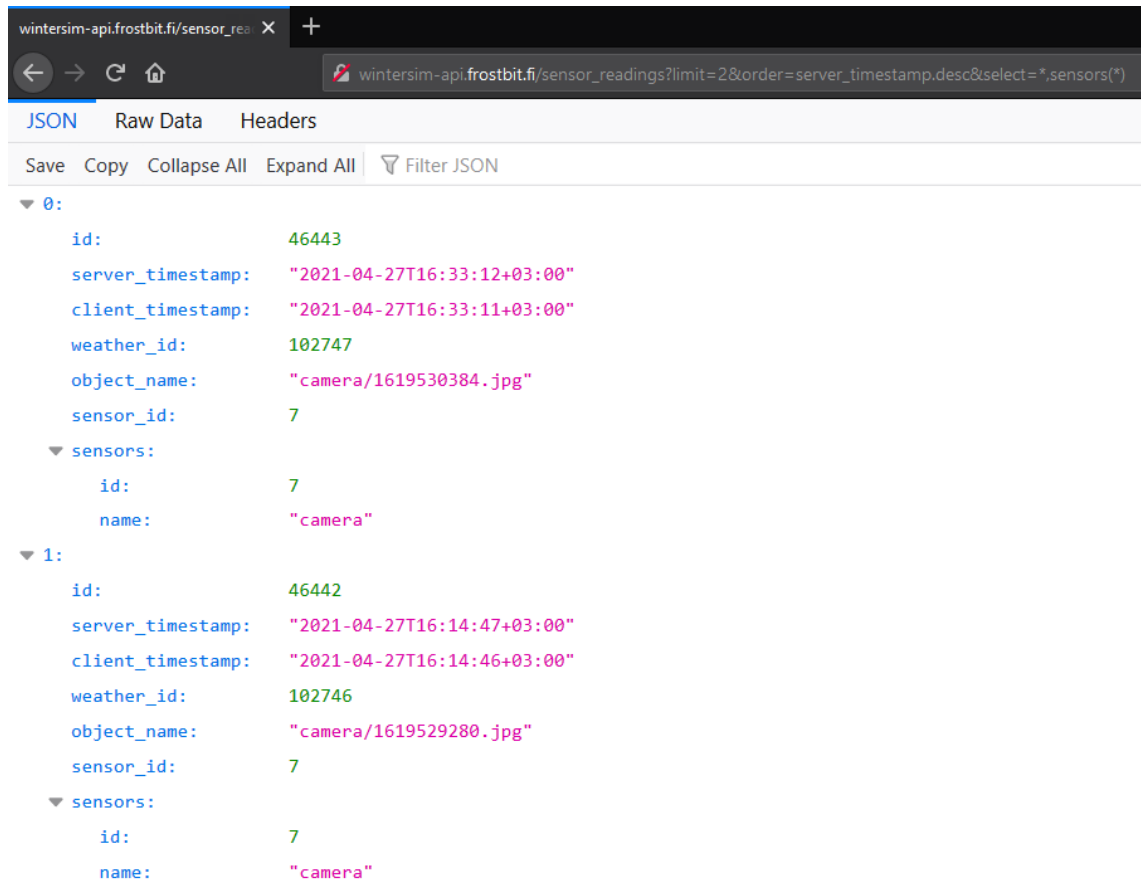 wintersim-api.frostbit.fi/sensor_rea
wintersim-api.frostbit.fi/sensor_readings?limit=2&order=server_timestamp.desc&select=*,sensors(*)
JSON Raw Data Headers
Save Copy Collapse All Expand All Filter JSON
0:
id: 46443
server_timestamp: "2021-04-27T16:33:12+03:00"
client_timestamp: "2021-04-27T16:33:11+03:00"
weather_id: 102747
object_name: "camera/1619530384.jpg"
sensor_id: 7
sensors:
id: 7
name: "camera"
1:
id: 46442
server_timestamp: "2021-04-27T16:14:47+03:00"
client_timestamp: "2021-04-27T16:14:46+03:00"
weather_id: 102746
object_name: "camera/1619529280.jpg"
sensor_id: 7
sensors:
id: 7
name: "camera"